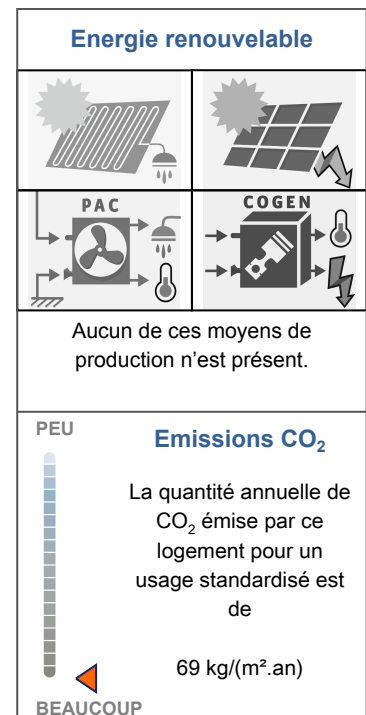 Energie renouvelable
PAC
COGEN
Aucun de ces moyens de
production n'est présent.
PEU
Emissions CO₂
La quantité annuelle de
CO₂ émise par ce
logement pour un
usage standardisé est
de
69 kg/(m².an)
BEAUCOUP